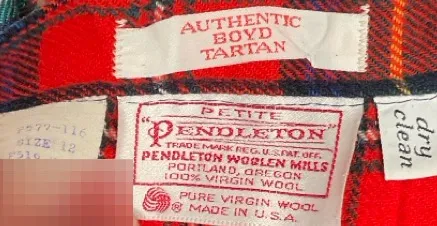 AUTHENTIC
BOYD
TARTAN
PETITE
"PENDLETON"
TRADE MARK REG. U.S. PAT. OFF.
PENDLETON WOOLEN MILLS
PORTLAND, OREGON
100% VIRGIN WOOL
PURE VIRGIN WOOL
® MADE IN U.S.A.
-116
SIZE 12
dry
clean